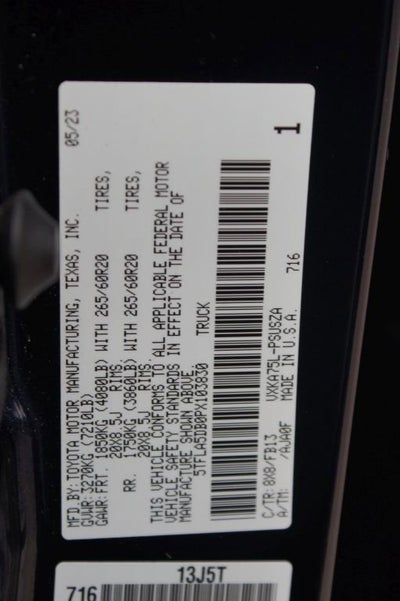 MFD.BY:TOYOTA MOTOR MANUFACTURING, TEXAS, INC. 05/23
GVWR:3270KG (7210LB)
GAWR:FRT. 1850KG (4080LB) WITH 265/60R20 TIRES,
20X8.5J RIMS
RR. 1750KG (3860LB) WITH 265/60R20 TIRES,
20X8.5J RIMS
THIS VEHICLE CONFORMS TO ALL APPLICABLE FEDERAL MOTOR
VEHICLE SAFETY STANDARDS IN EFFECT ON THE DATE OF
MANUFACTURE SHOWN ABOVE.
5TFLA5DB0PX103830 TRUCK
1
C/TR:8X8/FB13 VXKA75L-PSUSZA 716
A/TM: /AJA0F MADE IN U.S.A.
13J5T
716